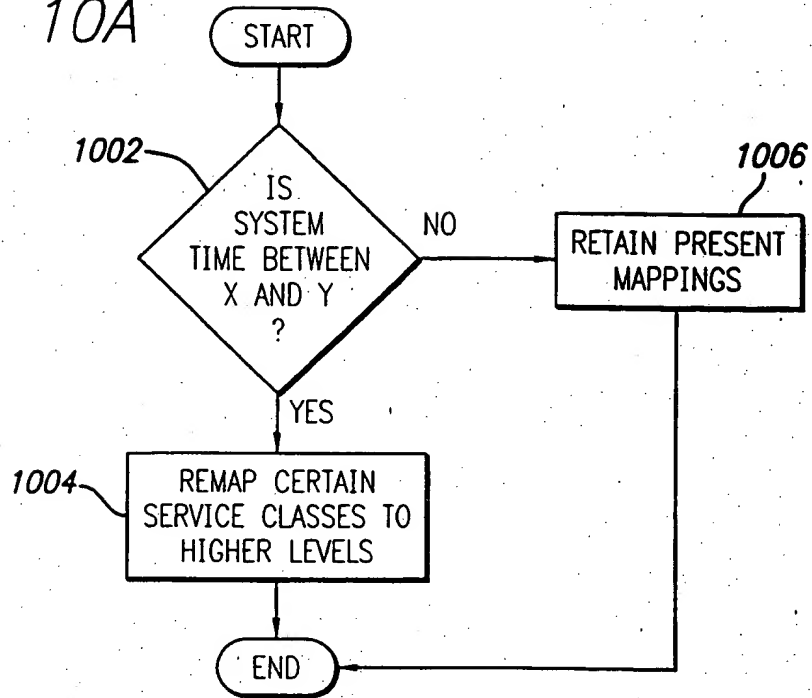 10A
START
1002
IS
SYSTEM
TIME BETWEEN
X AND Y
?
NO
1006
RETAIN PRESENT
MAPPINGS
YES
1004
REMAP CERTAIN
SERVICE CLASSES TO
HIGHER LEVELS
END